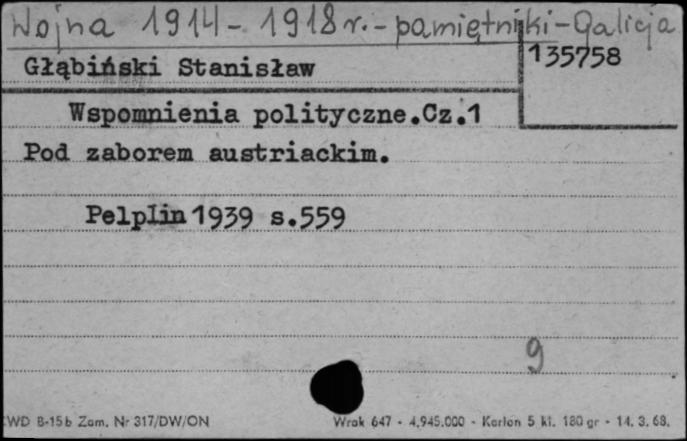 Wojna 1914-1918 r.-pamiętniki-Galicja
135758
Głąbiński Stanisław
Wspomnienia polityczne.Cz.1
Pod zaborem austriackim.
Pelplin 1939 s.559
9
WD B-15b Zam. Nr 317/DW/ON
Wrak 647 - 4.945.000 - Karton 5 kl. 180 gr - 14. 3. 68.